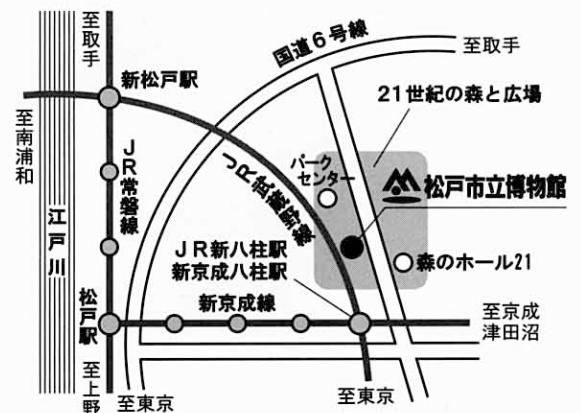 至取手
国道6号線
至取手
新松戸駅
21世紀の森と広場
至南浦和
JR常磐線
JR武蔵野線
パーク
センター
松戸市立博物館
江戸川
JR新八柱駅
新京成八柱駅
森のホール21
松戸駅
新京成線
至京成
津田沼
至上野
至東京
至東京